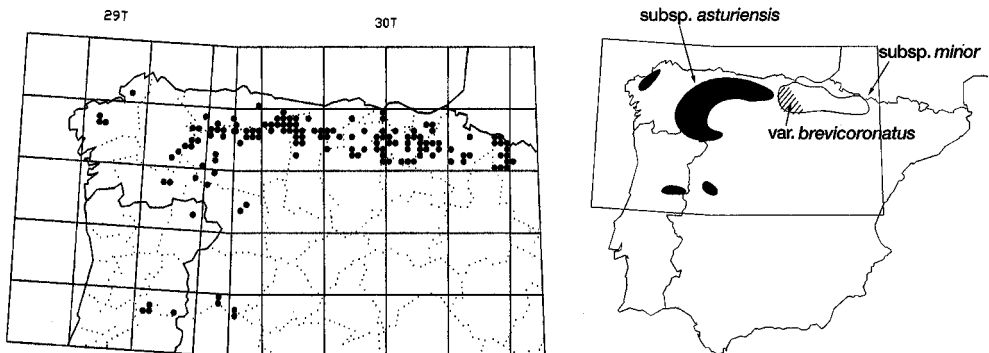 29T
30T
subsp. asturiensis
subsp. minor
var. brevicoronatus